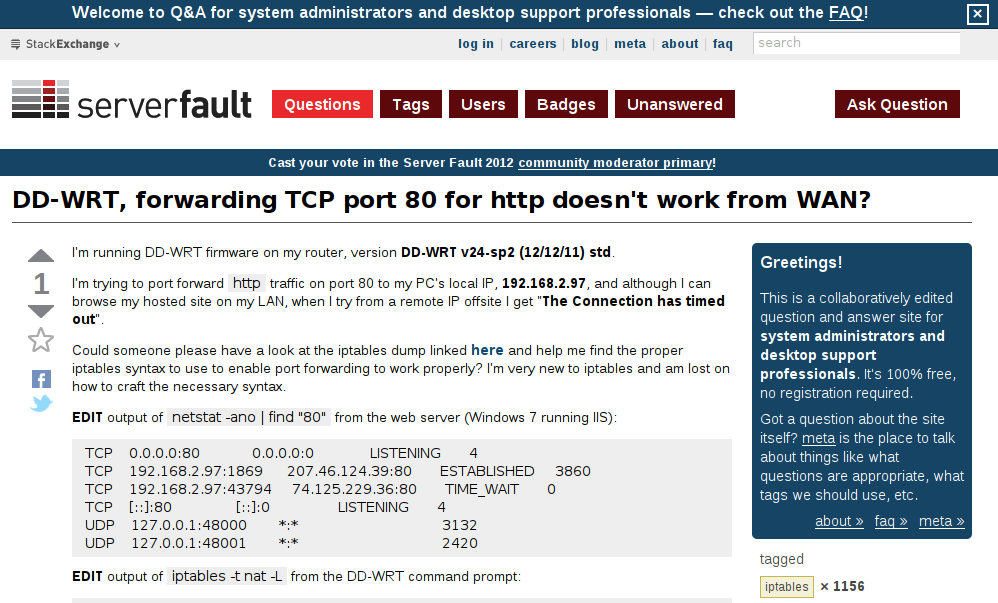 Welcome to Q&A for system administrators and desktop support professionals — check out the FAQ!
StackExchange
log in | careers | blog | meta | about | faq
search
serverfault
Questions Tags Users Badges Unanswered Ask Question
Cast your vote in the Server Fault 2012 community moderator primary!
DD-WRT, forwarding TCP port 80 for http doesn't work from WAN?
1
I'm running DD-WRT firmware on my router, version DD-WRT v24-sp2 (12/12/11) std.
I'm trying to port forward http traffic on port 80 to my PC's local IP, 192.168.2.97, and although I can
browse my hosted site on my LAN, when I try from a remote IP offsite I get "The Connection has timed
out".
Could someone please have a look at the iptables dump linked here and help me find the proper
iptables syntax to use to enable port forwarding to work properly? I'm very new to iptables and am lost on
how to craft the necessary syntax.
EDIT output of netstat -ano | find "80" from the web server (Windows 7 running IIS):
TCP 0.0.0.0:80 0.0.0.0:0 LISTENING 4
TCP 192.168.2.97:1869 207.46.124.39:80 ESTABLISHED 3860
TCP 192.168.2.97:43794 74.125.229.36:80 TIME_WAIT 0
TCP [::]:80 [::]:0 LISTENING 4
UDP 127.0.0.1:48000 *:* 3132
UDP 127.0.0.1:48001 *:* 2420
EDIT output of iptables -t nat -L from the DD-WRT command prompt:
Greetings!
This is a collaboratively edited
question and answer site for
system administrators and
desktop support
professionals. It's 100% free,
no registration required.
Got a question about the site
itself? meta is the place to talk
about things like what
questions are appropriate, what
tags we should use, etc.
about » faq » meta »
tagged
iptables × 1156